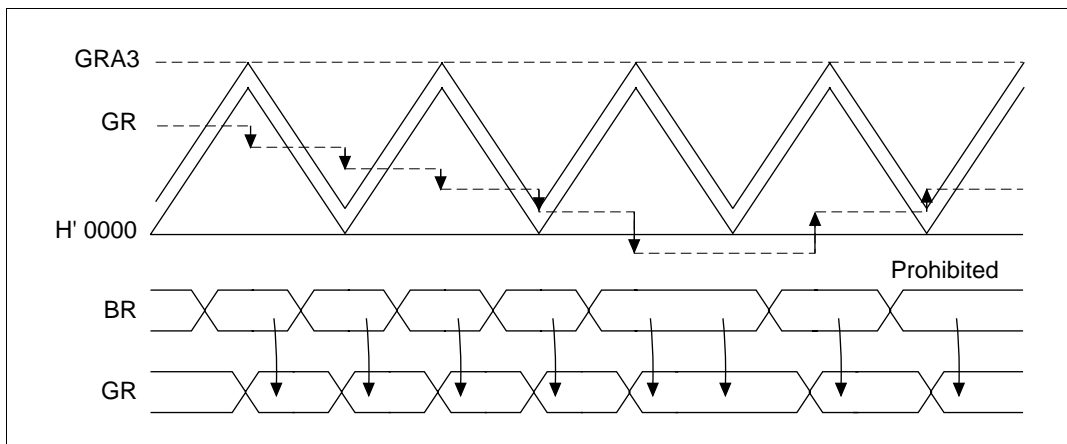 GRA3
GR
H' 0000
Prohibited
BR
GR